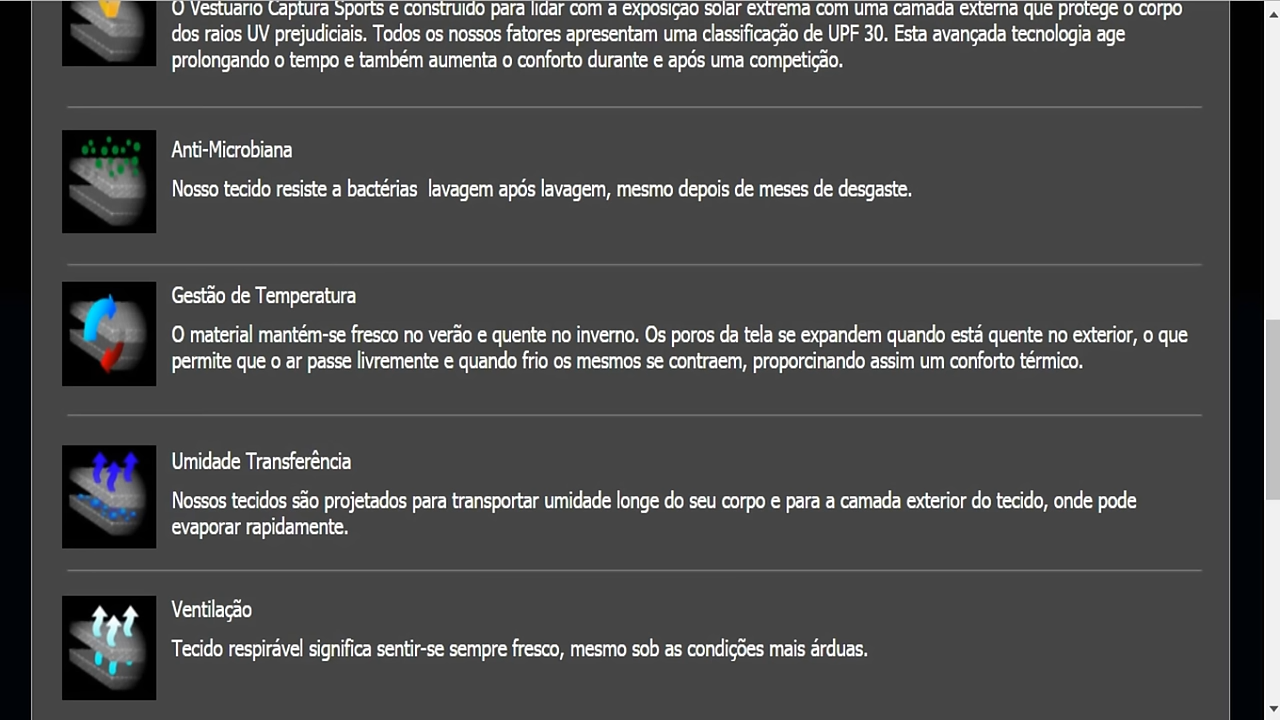 O Vestuário Captura Sports é construído para lidar com a exposição solar extrema com uma camada externa que protege o corpo
dos raios UV prejudiciais. Todos os nossos fatores apresentam uma classificação de UPF 30. Esta avançada tecnologia age
prolongando o tempo e também aumenta o conforto durante e após uma competição.
Anti-Microbiana
Nosso tecido resiste a bactérias  lavagem após lavagem, mesmo depois de meses de desgaste.
Gestão de Temperatura
O material mantém-se fresco no verão e quente no inverno. Os poros da tela se expandem quando está quente no exterior, o que
permite que o ar passe livremente e quando frio os mesmos se contraem, proporcinando assim um conforto térmico.
Umidade Transferência
Nossos tecidos são projetados para transportar umidade longe do seu corpo e para a camada exterior do tecido, onde pode
evaporar rapidamente.
Ventilação
Tecido respirável significa sentir-se sempre fresco, mesmo sob as condições mais árduas.